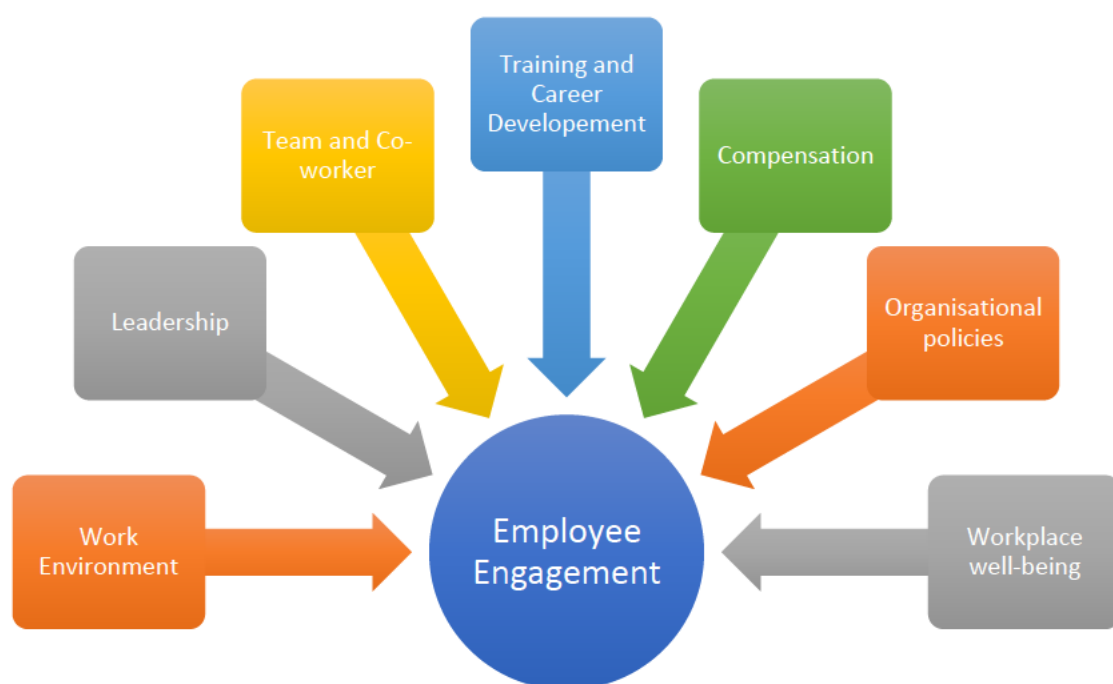 Training and
Career
Developement
Team and Co-
worker
Compensation
Leadership
Organisational
policies
Work
Environment
Employee
Engagement
Workplace
well-being